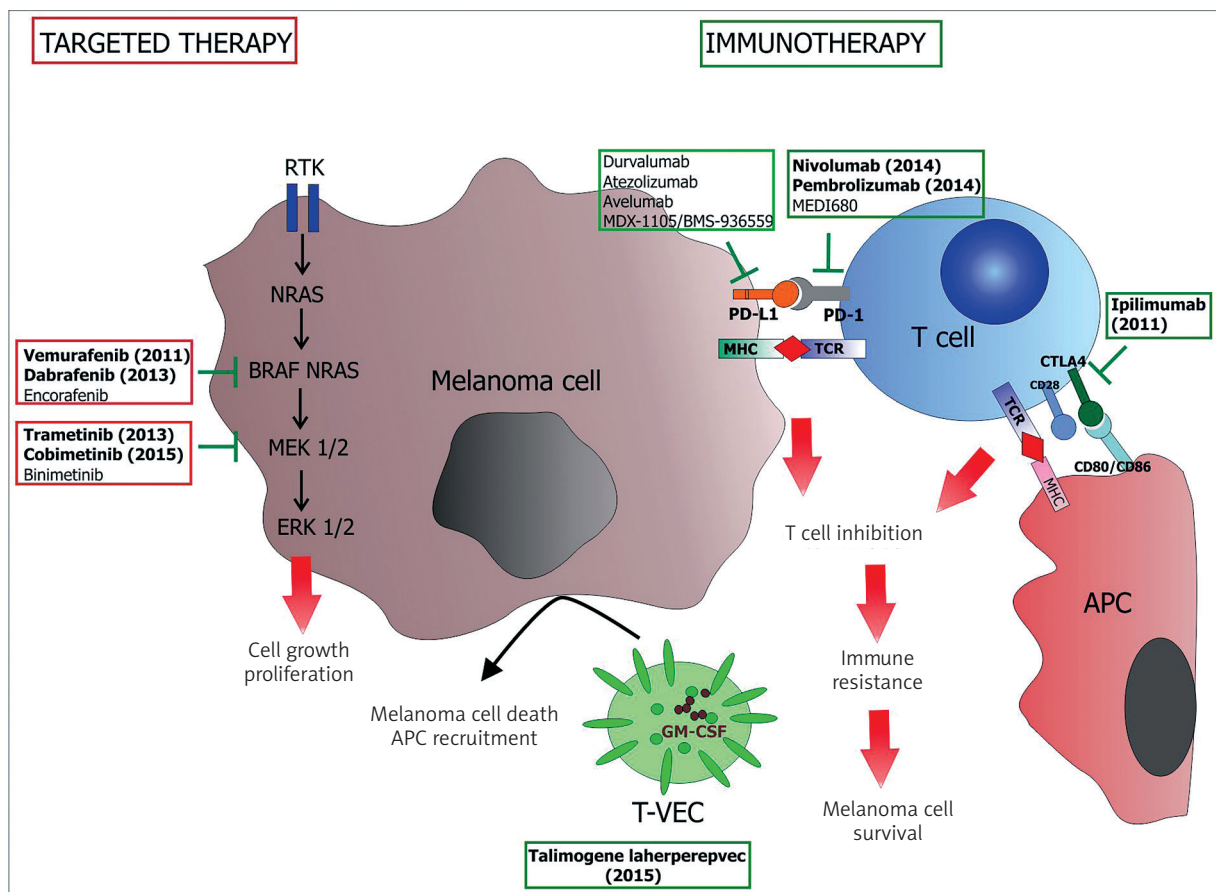 TARGETED THERAPY
IMMUNOTHERAPY
RTK
NRAS
BRAF NRAS
MEK 1/2
ERK 1/2
Vemurafenib (2011)
Dabrafenib (2013)
Encorafenib
Trametinib (2013)
Cobimetinib (2015)
Binimetinib
Cell growth
proliferation
Melanoma cell
Melanoma cell death
APC recruitment
GM-CSF
T-VEC
Talimogene laherperepvec
(2015)
Durvalumab
Atezolizumab
Avelumab
MDX-1105/BMS-936559
Nivolumab (2014)
Pembrolizumab (2014)
MEDI680
PD-L1
PD-1
MHC
TCR
T cell
Ipilimumab
(2011)
CTLA4
CD28
TCR
MHC
CD80/CD86
APC
T cell inhibition
Immune
resistance
Melanoma cell
survival